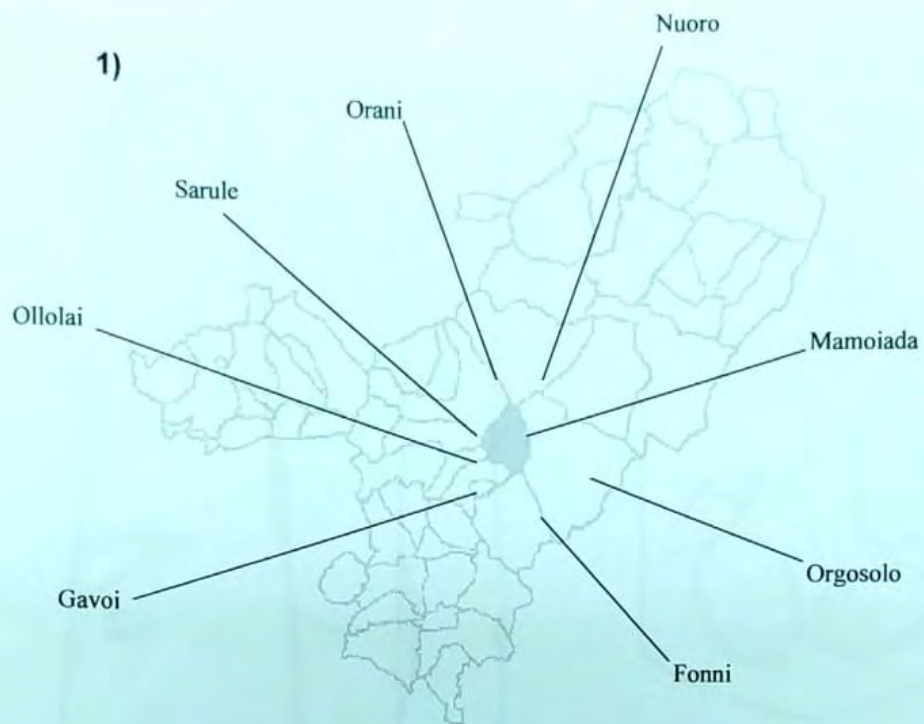 1)
Nuoro
Orani
Sarule
Ollolai
Mamoiada
Gavoi
Orgosolo
Fonni